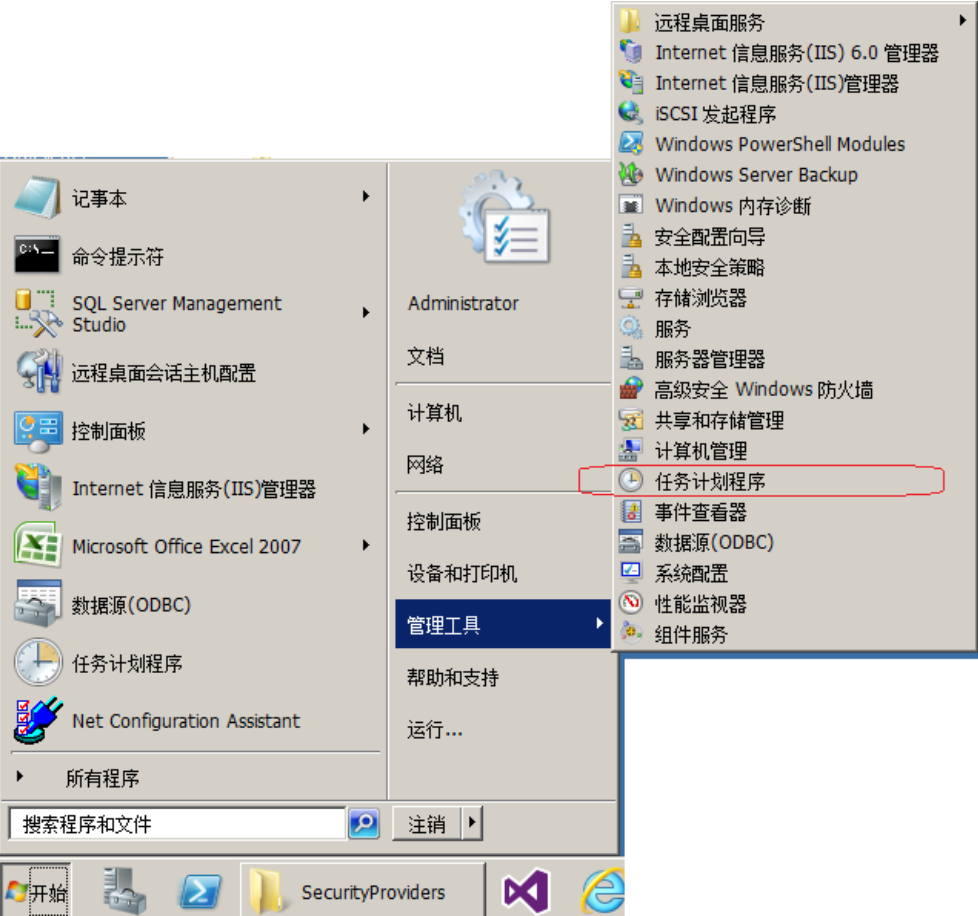 远程桌面服务
Internet 信息服务(IIS) 6.0 管理器
Internet 信息服务(IIS)管理器
iSCSI 发起程序
Windows PowerShell Modules
Windows Server Backup
Windows 内存诊断
安全配置向导
本地安全策略
存储浏览器
服务
服务器管理器
高级安全 Windows 防火墙
共享和存储管理
计算机管理
任务计划程序
事件查看器
数据源(ODBC)
系统配置
性能监视器
组件服务
记事本
命令提示符
SQL Server Management
Studio
远程桌面会话主机配置
控制面板
Internet 信息服务(IIS)管理器
Microsoft Office Excel 2007
数据源(ODBC)
任务计划程序
Net Configuration Assistant
所有程序
搜索程序和文件
Administrator
文档
计算机
网络
控制面板
设备和打印机
管理工具
帮助和支持
运行...
注销
开始
SecurityProviders